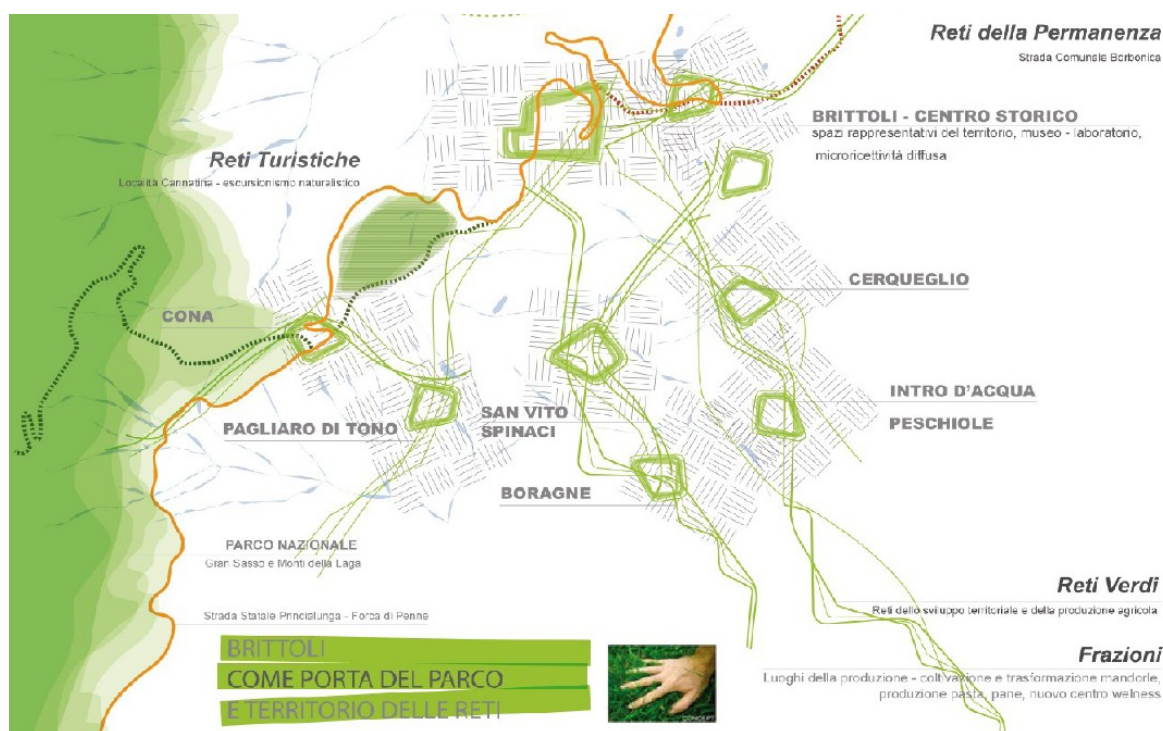 Reti della Permanenza
Strada Comunale Borbonica
BRITTOLI - CENTRO STORICO
spazi rappresentativi del territorio, museo - laboratorio,
microricettività diffusa
Reti Turistiche
Località Cannatina - escursionismo naturalistico
CERQUEGLIO
CONA
INTRO D'ACQUA
PESCHIOLE
SAN VITO
SPINACI
PAGLIARO DI TONO
BORAGNE
PARCO NAZIONALE
Gran Sasso e Monti della Laga
Reti Verdi
Reti dello sviluppo territoriale e della produzione agricola
Strada Statale Princialunga - Forca di Penne
Frazioni
Luoghi della produzione - coltivazione e trasformazione mandorle,
produzione pasta, pane, nuovo centro welness
BRITTOLI
COME PORTA DEL PARCO
E TERRITORIO DELLE RETI
CONCEPT